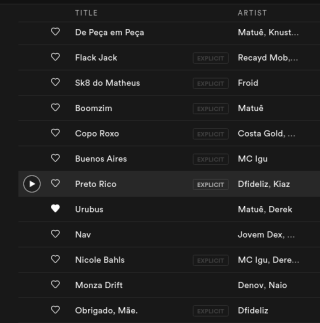 TITLE ARTIST
De Peça em Peça Matuê, Knust...
Flack Jack EXPLICIT Recayd Mob,...
Sk8 do Matheus EXPLICIT Froid
Boomzim EXPLICIT Matuê
Copo Roxo EXPLICIT Costa Gold, ...
Buenos Aires EXPLICIT MC Igu
Preto Rico EXPLICIT Dfideliz, Kiaz
Urubus Matuê, Derek
Nav Jovem Dex, ...
Nicole Bahls EXPLICIT MC Igu, Dere...
Monza Drift Denov, Naio
Obrigado, Mãe. EXPLICIT Dfideliz